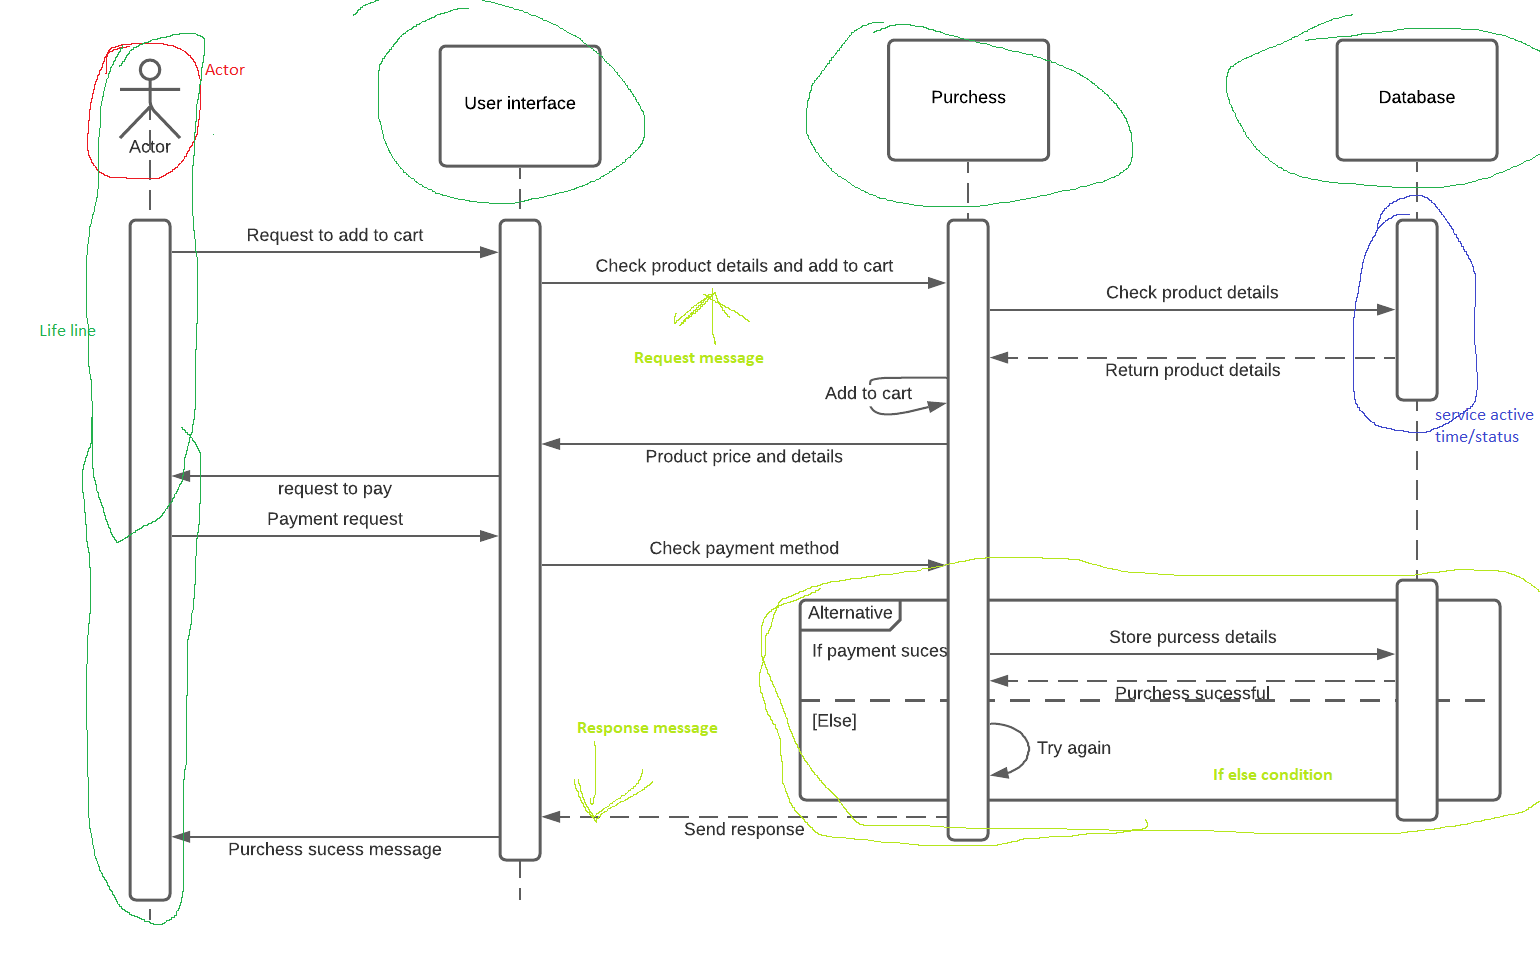 Actor
Actor
User interface
Purchess
Database
Request to add to cart
Check product details and add to cart
Check product details
Life line
Request message
Return product details
Add to cart
service active
time/status
Product price and details
request to pay
Payment request
Check payment method
Alternative
Store purcess details
If payment suces
Purchess sucessful
[Else]
Response message
Try again
If else condition
Send response
Purchess sucess message